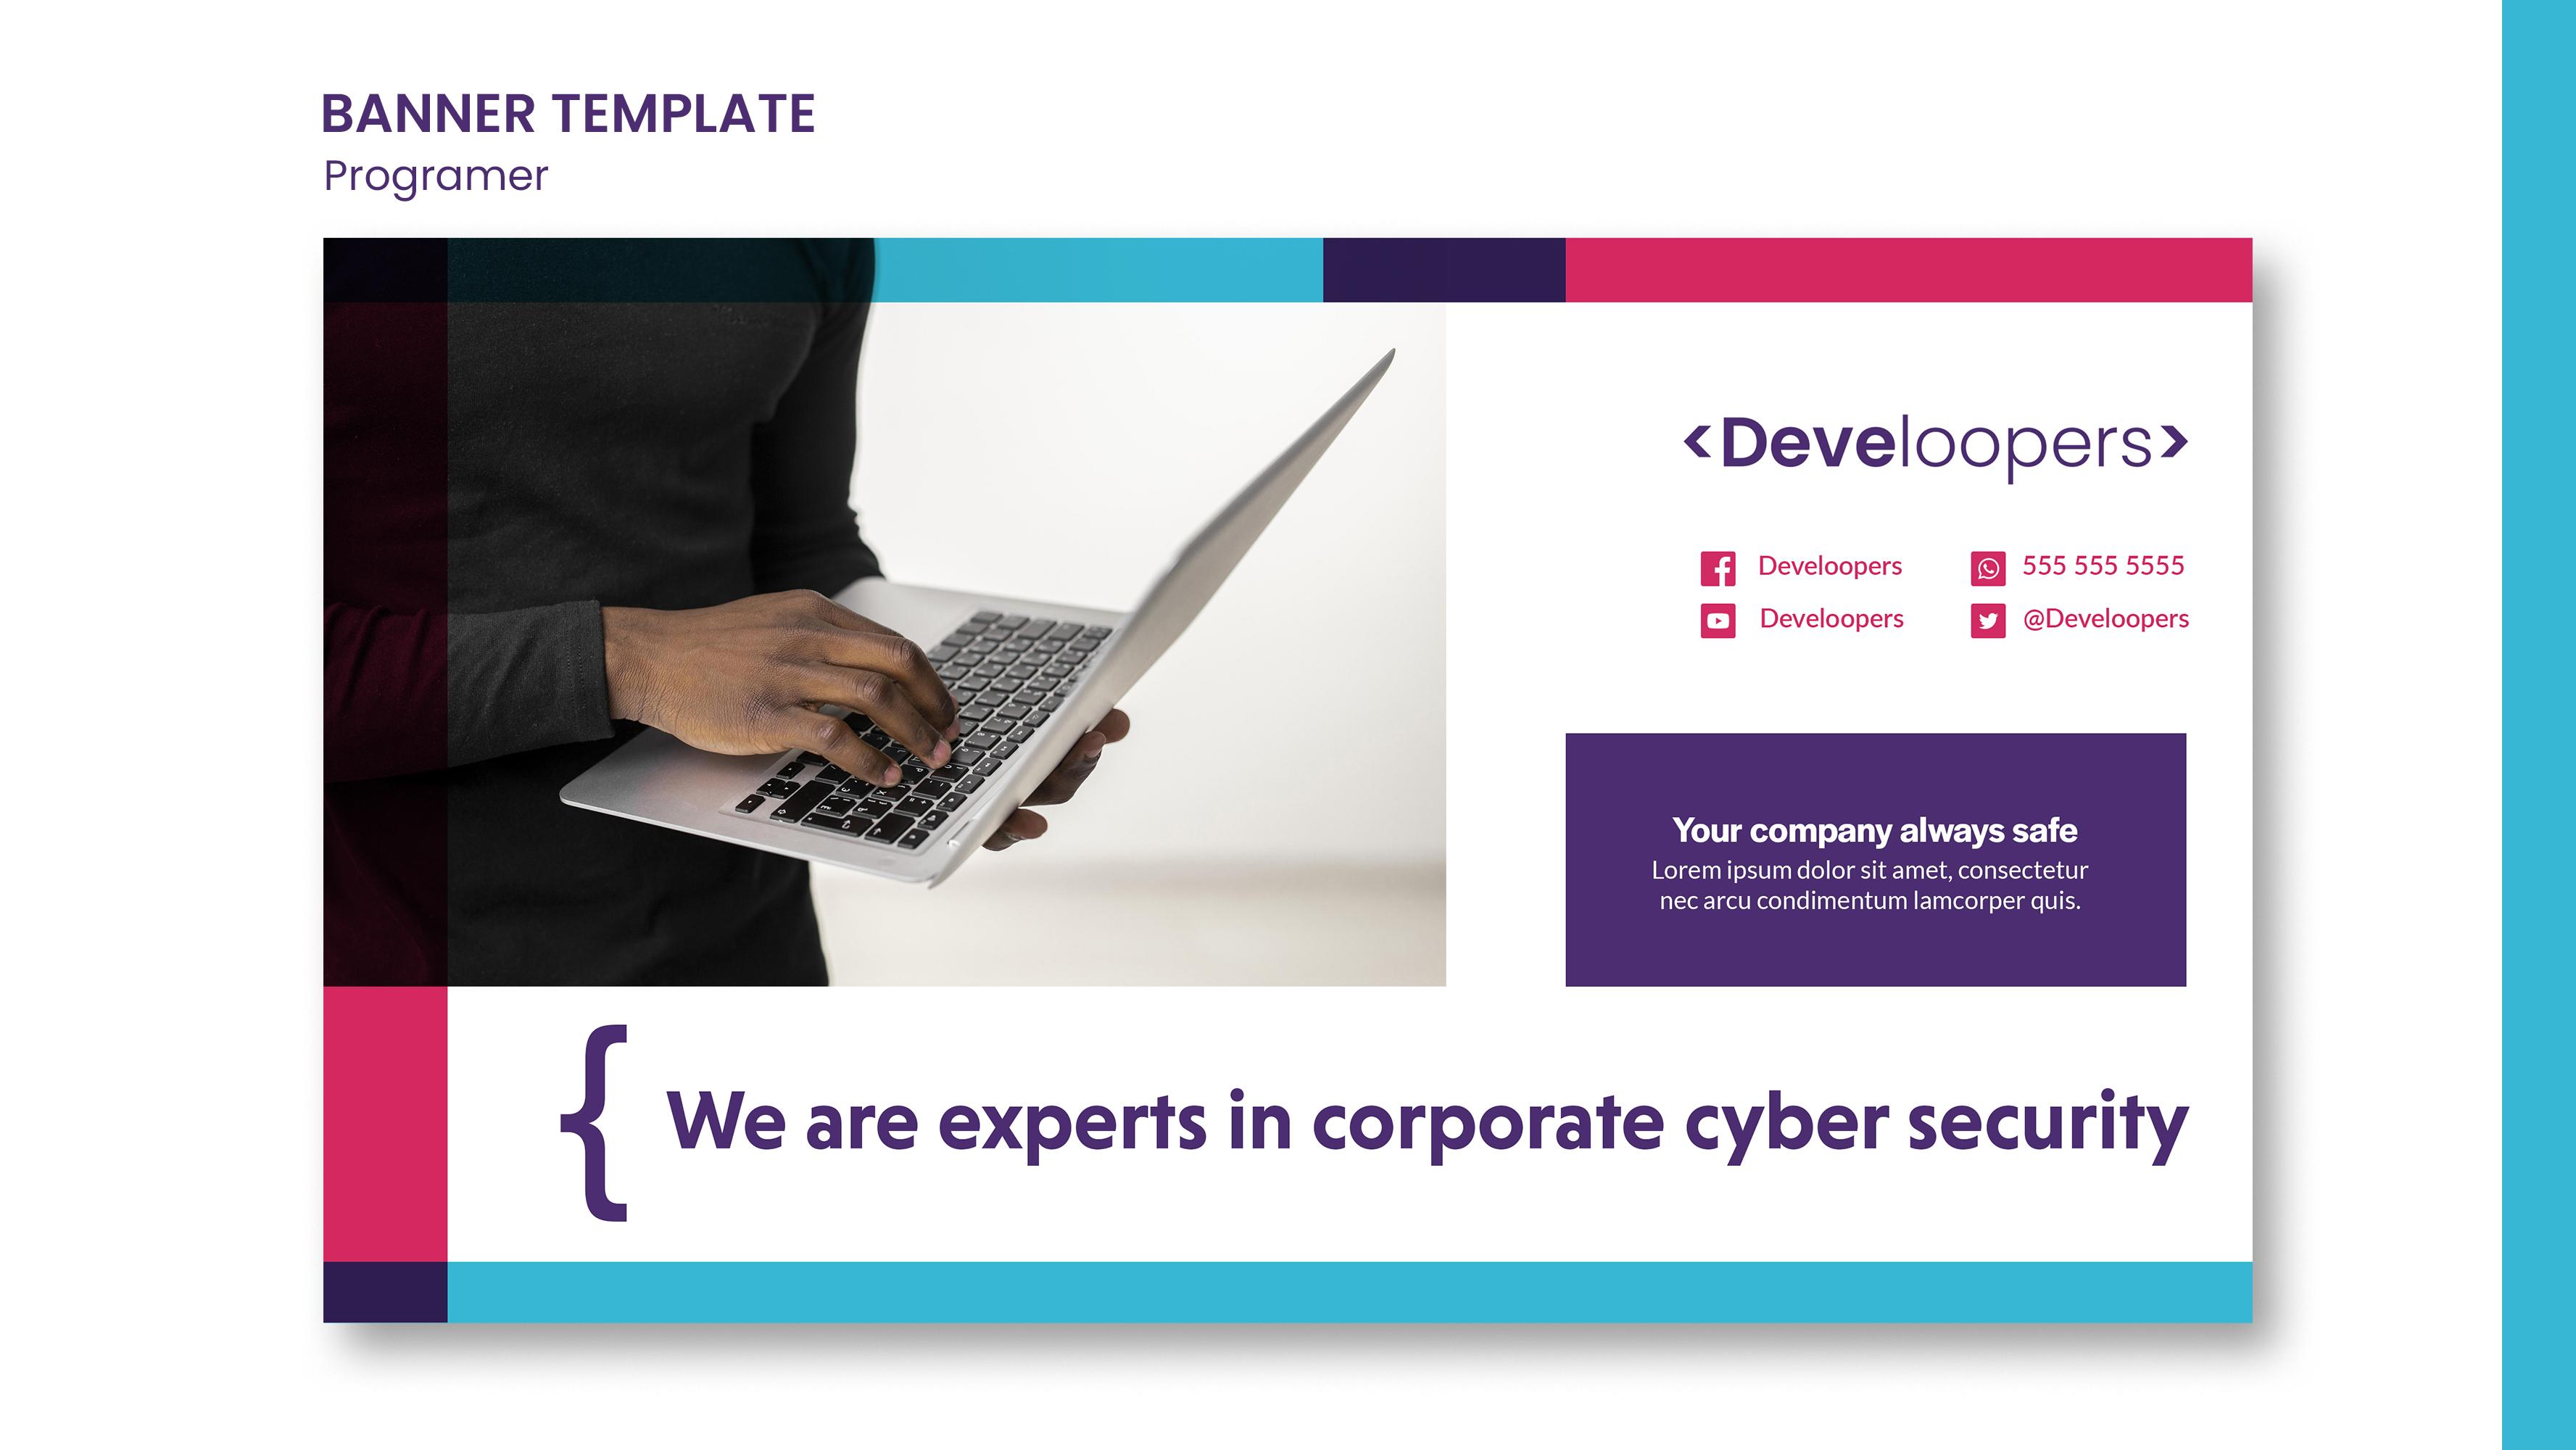 BANNER TEMPLATE
Programer
<Develoopers>
Develoopers
555 555 5555
Develoopers
@Develoopers
Your company always safe
Lorem ipsum dolor sit amet, consectetur
nec arcu condimentum lamcorper quis.
{ We are experts in corporate cyber security